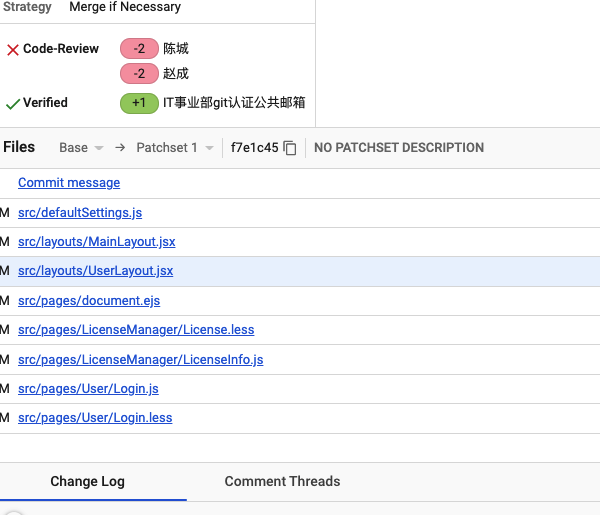 Strategy Merge if Necessary
Code-Review -2 陈城
-2 赵成
Verified +1 IT事业部git认证公共邮箱
Files Base → Patchset 1 f7e1c45 NO PATCHSET DESCRIPTION
Commit message
M src/defaultSettings.js
M src/layouts/MainLayout.jsx
M src/layouts/UserLayout.jsx
M src/pages/document.ejs
M src/pages/LicenseManager/License.less
M src/pages/LicenseManager/LicenseInfo.js
M src/pages/User/Login.js
M src/pages/User/Login.less
Change Log Comment Threads